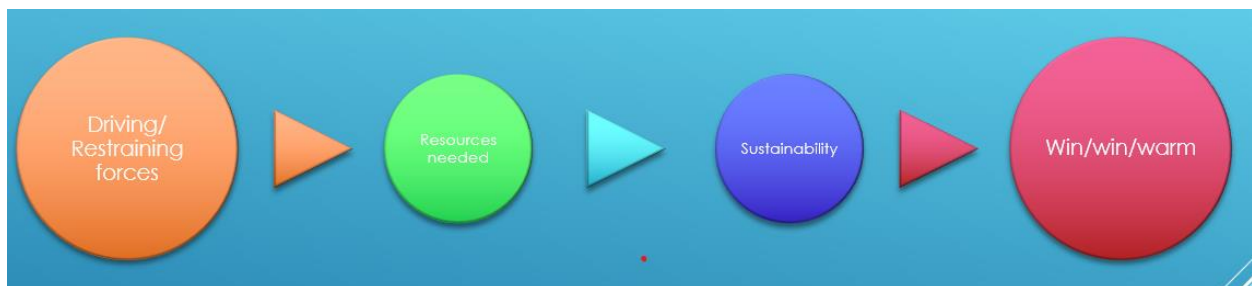 Driving/
Restraining
forces
Resources
needed
Sustainability
Win/win/warm